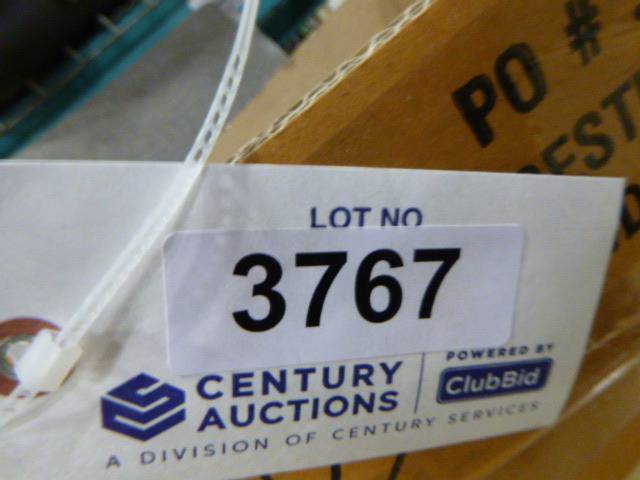 PO #
LOT NO
3767
CENTURY
AUCTIONS
POWERED BY
ClubBid
A DIVISION OF CENTURY SERVICES